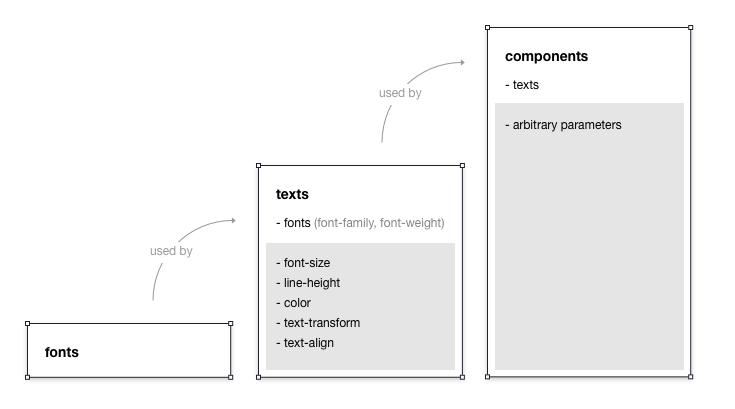 components
- texts
- arbitrary parameters
used by
texts
- fonts (font-family, font-weight)
- font-size
- line-height
- color
- text-transform
- text-align
used by
fonts